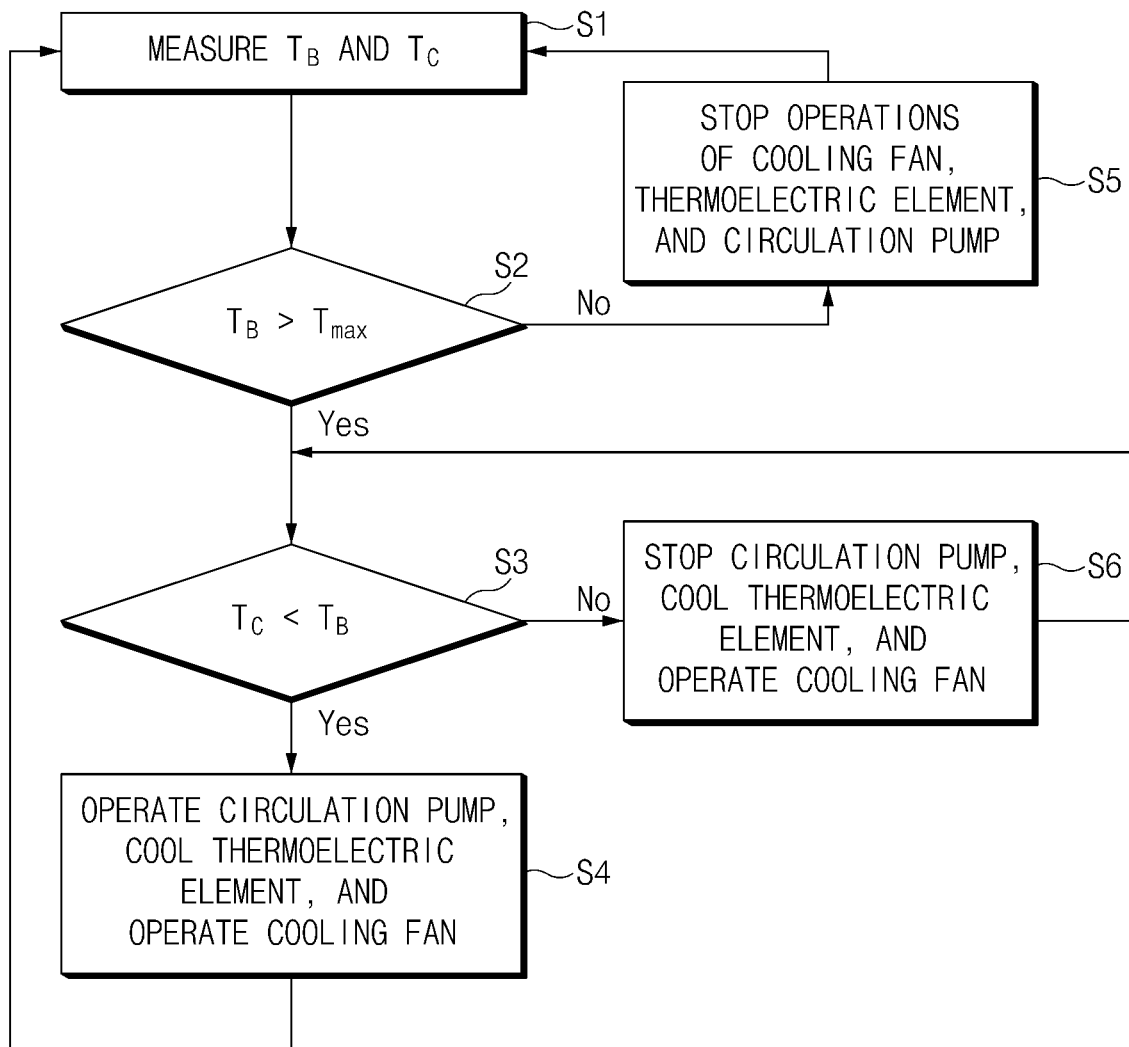 S1
MEASURE T_B AND T_C
STOP OPERATIONS
OF COOLING FAN,
THERMOELECTRIC ELEMENT,
AND CIRCULATION PUMP
S5
S2
T_B > T_max
No
Yes
S3
T_C < T_B
No
STOP CIRCULATION PUMP,
COOL THERMOELECTRIC
ELEMENT, AND
OPERATE COOLING FAN
S6
Yes
OPERATE CIRCULATION PUMP,
COOL THERMOELECTRIC
ELEMENT, AND
OPERATE COOLING FAN
S4